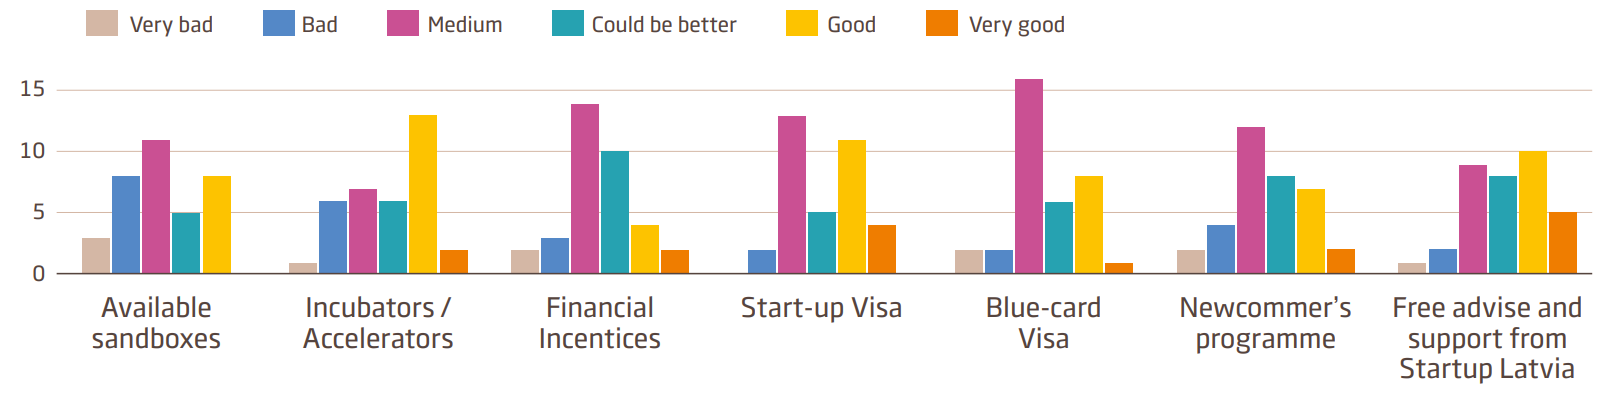 Very bad Bad Medium Could be better Good Very good
15
10
5
0
Available
sandboxes
Incubators /
Accelerators
Financial
Incentices
Start-up Visa
Blue-card
Visa
Newcommer's
programme
Free advise and
support from
Startup Latvia